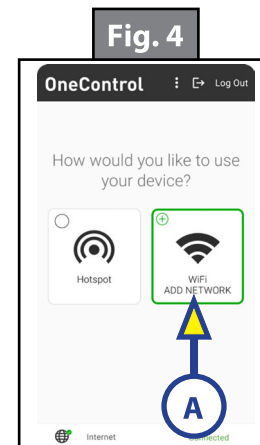 Fig. 4
OneControl Log Out
How would you like to use
your device?
Hotspot
WiFi
ADD NETWORK
A
Internet Connected